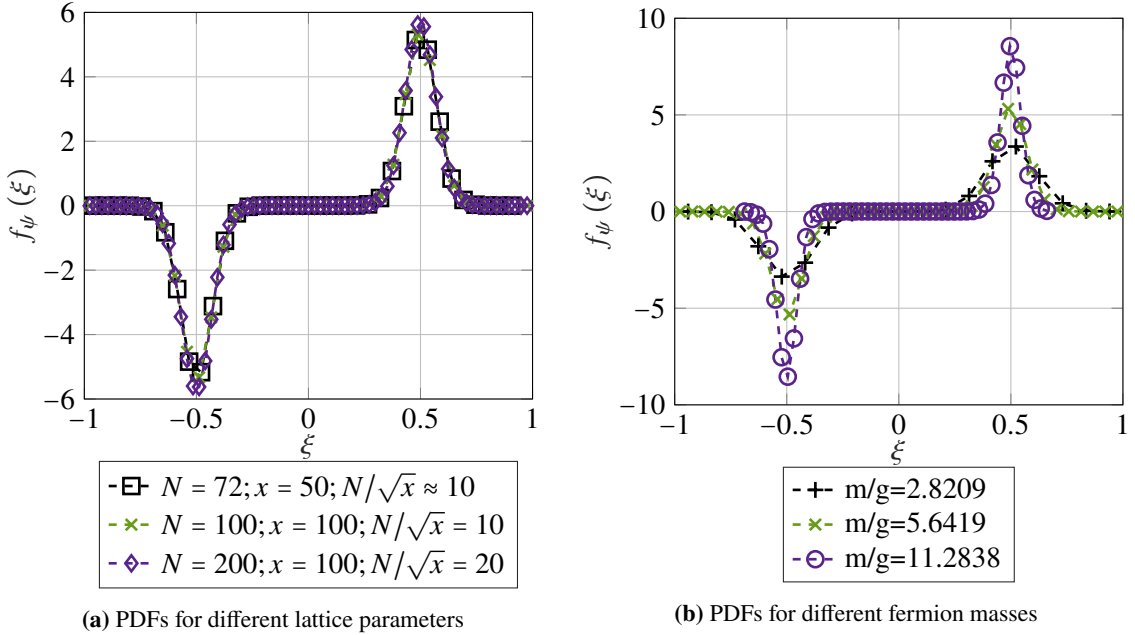 6
4
2
0
−2
−4
−6
f_ψ (ξ)
−1 −0.5 0 0.5 1
ξ
N = 72; x = 50; N/√x ≈ 10
N = 100; x = 100; N/√x = 10
N = 200; x = 100; N/√x = 20
(a) PDFs for different lattice parameters
10
5
0
−5
−10
f_ψ (ξ)
−1 −0.5 0 0.5 1
ξ
m/g=2.8209
m/g=5.6419
m/g=11.2838
(b) PDFs for different fermion masses